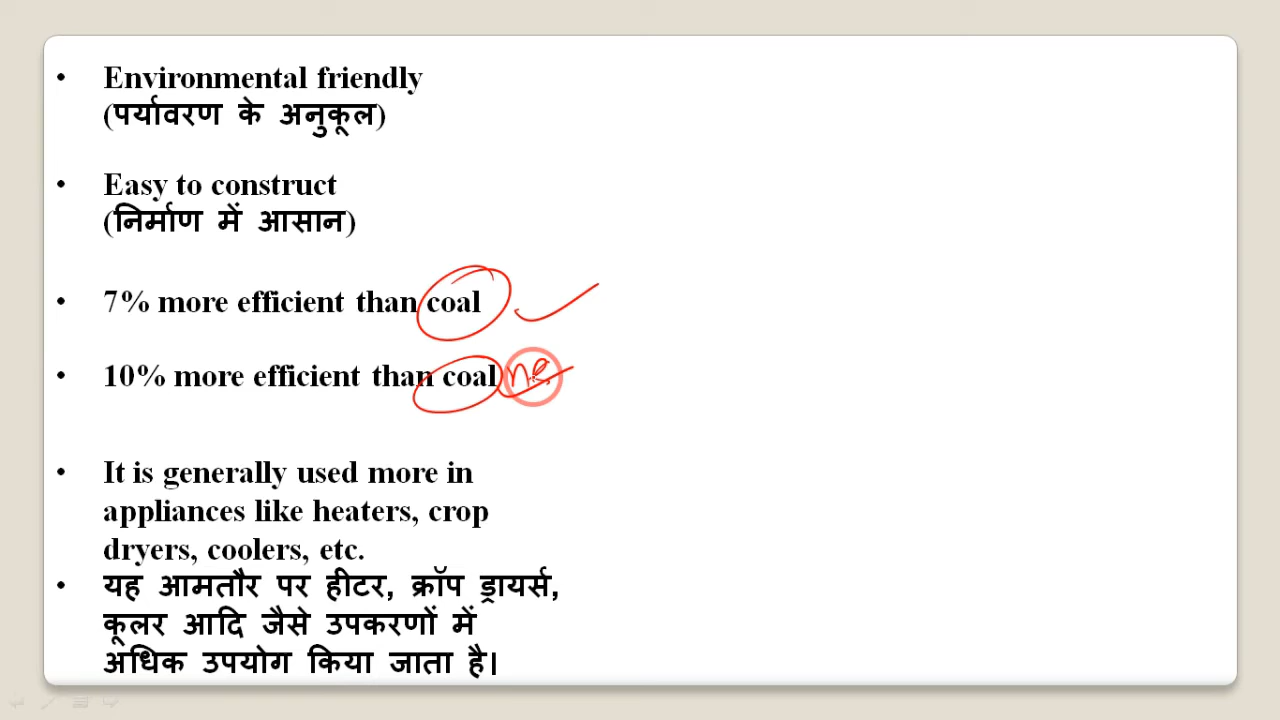 • Environmental friendly
(पर्यावरण के अनुकूल)
• Easy to construct
(निर्माण में आसान)
• 7% more efficient than coal
• 10% more efficient than coal
• It is generally used more in
appliances like heaters, crop
dryers, coolers, etc.
• यह आमतौर पर हीटर, क्रॉप ड्रायर्स,
कूलर आदि जैसे उपकरणों में
अधिक उपयोग किया जाता है।